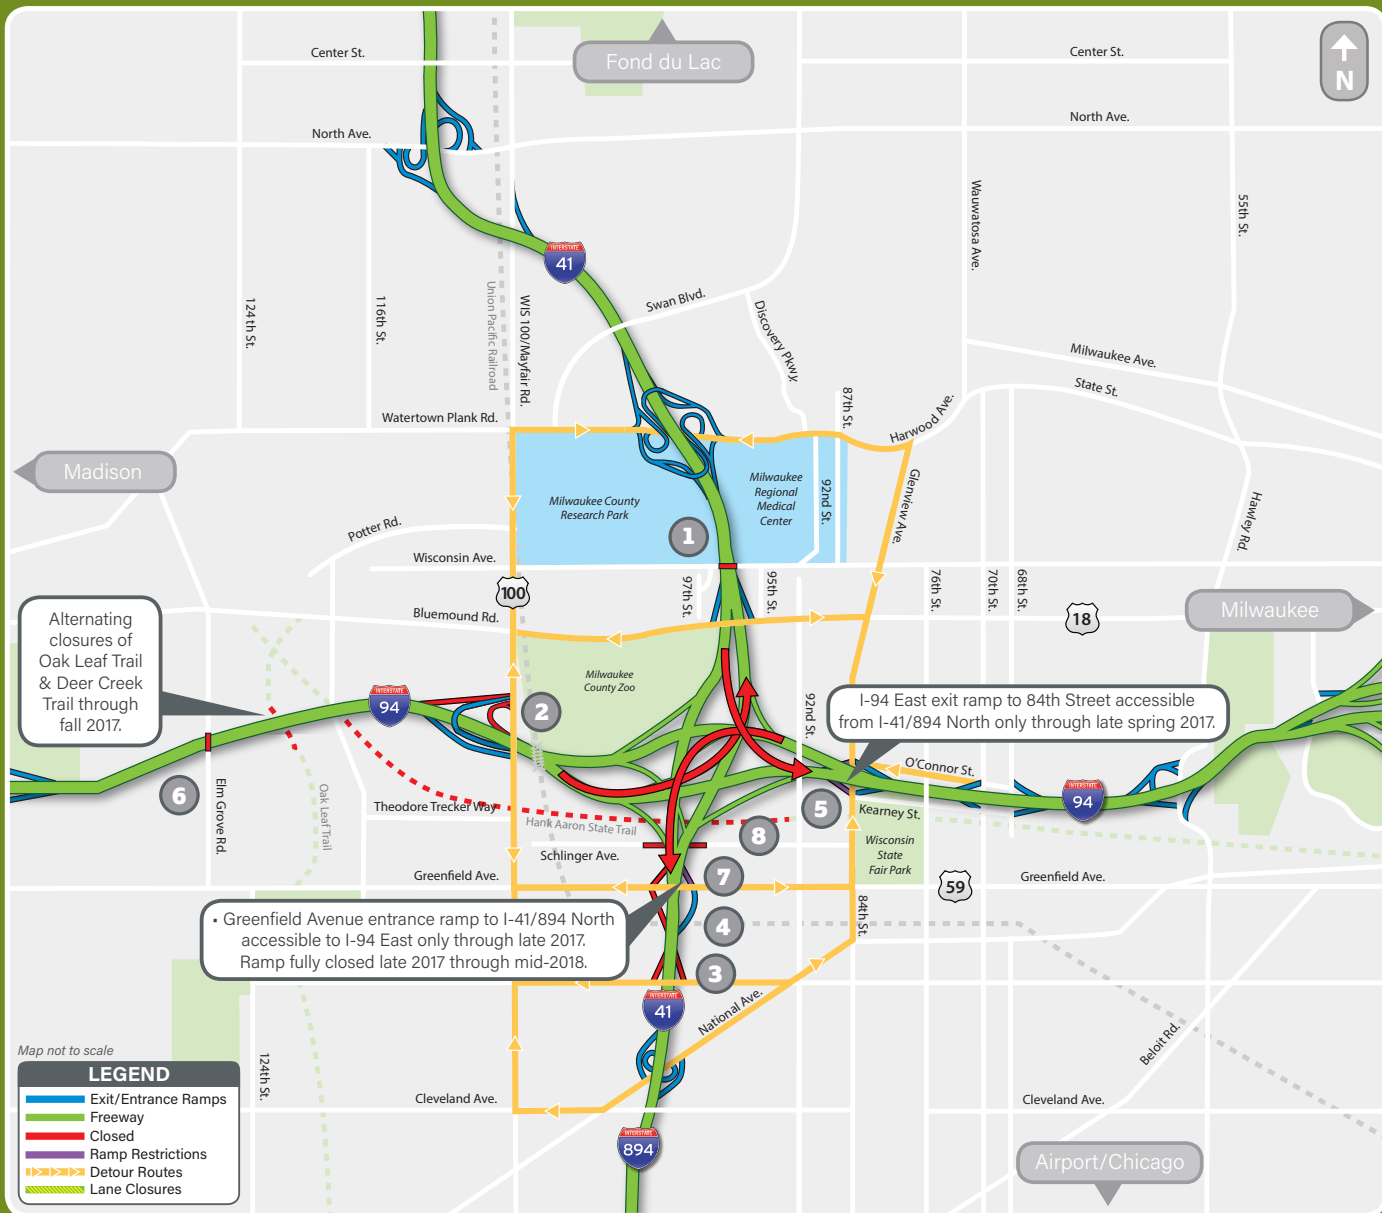 Center St.
Fond du Lac
Center St.
N
North Ave.
North Ave.
Wauwatosa Ave.
55th St.
INTERSTATE
41
124th St.
116th St.
Union Pacific Railroad
WIS 100/Mayfair Rd.
Swan Blvd.
Discovery Pkwy.
Milwaukee Ave.
State St.
87th St.
Harwood Ave.
Watertown Plank Rd.
Madison
Milwaukee County
Research Park
Milwaukee
Regional
Medical
Center
92nd St.
Glenview Ave.
Hawley Rd.
Potter Rd.
1
Wisconsin Ave.
100
97th St.
95th St.
76th St.
70th St.
68th St.
Milwaukee
18
Bluemound Rd.
Alternating
closures of
Oak Leaf Trail
& Deer Creek
Trail through
fall 2017.
Milwaukee
County Zoo
INTERSTATE
94
2
92nd St.
I-94 East exit ramp to 84th Street accessible
from I-41/894 North only through late spring 2017.
O'Connor St.
INTERSTATE
94
6
Elm Grove Rd.
Oak Leaf Trail
Theodore Trecker Way
Hank Aaron State Trail
5
Kearney St.
8
Wisconsin
State
Fair Park
Schlinger Ave.
Greenfield Ave.
7
59
Greenfield Ave.
84th St.
• Greenfield Avenue entrance ramp to I-41/894 North
accessible to I-94 East only through late 2017.
Ramp fully closed late 2017 through mid-2018.
4
3
INTERSTATE
41
National Ave.
Beloit Rd.
124th St.
Map not to scale
LEGEND
Exit/Entrance Ramps
Freeway
Closed
Ramp Restrictions
Detour Routes
Lane Closures
Cleveland Ave.
Cleveland Ave.
INTERSTATE
894
Airport/Chicago